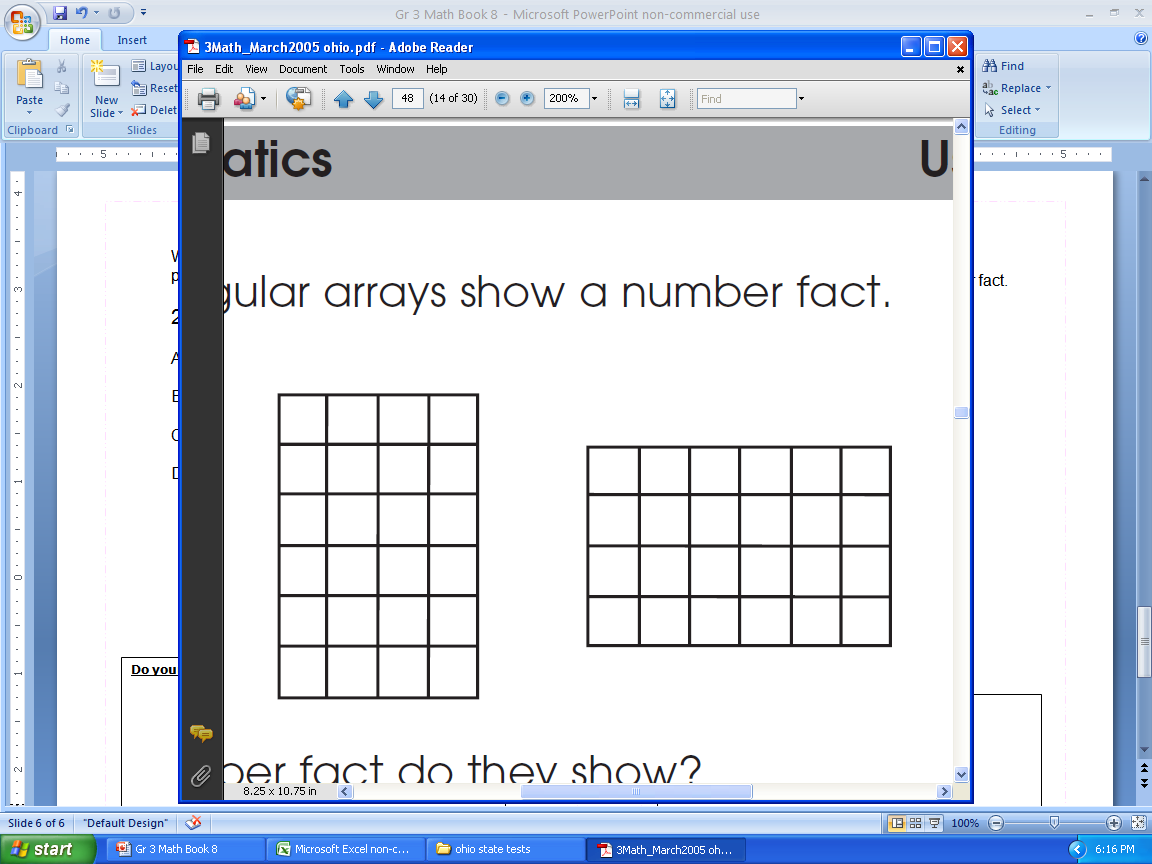 Gr 3 Math Book 8 - Microsoft PowerPoint non-commercial use
Home Insert
Paste
Clipboard
New Slide
Layou
Reset
Delet
Slides
Find
Replace
Select
Editing
3Math_March2005 ohio.pdf - Adobe Reader
File Edit View Document Tools Window Help
48 (14 of 30) 200% Find
atics U
gular arrays show a number fact.
fact.
Do you
ber fact do they show?
8.25 x 10.75 in
Slide 6 of 6 "Default Design" 100%
start Gr 3 Math Book 8 Microsoft Excel non-c... ohio state tests 3Math_March2005 oh... 6:16 PM